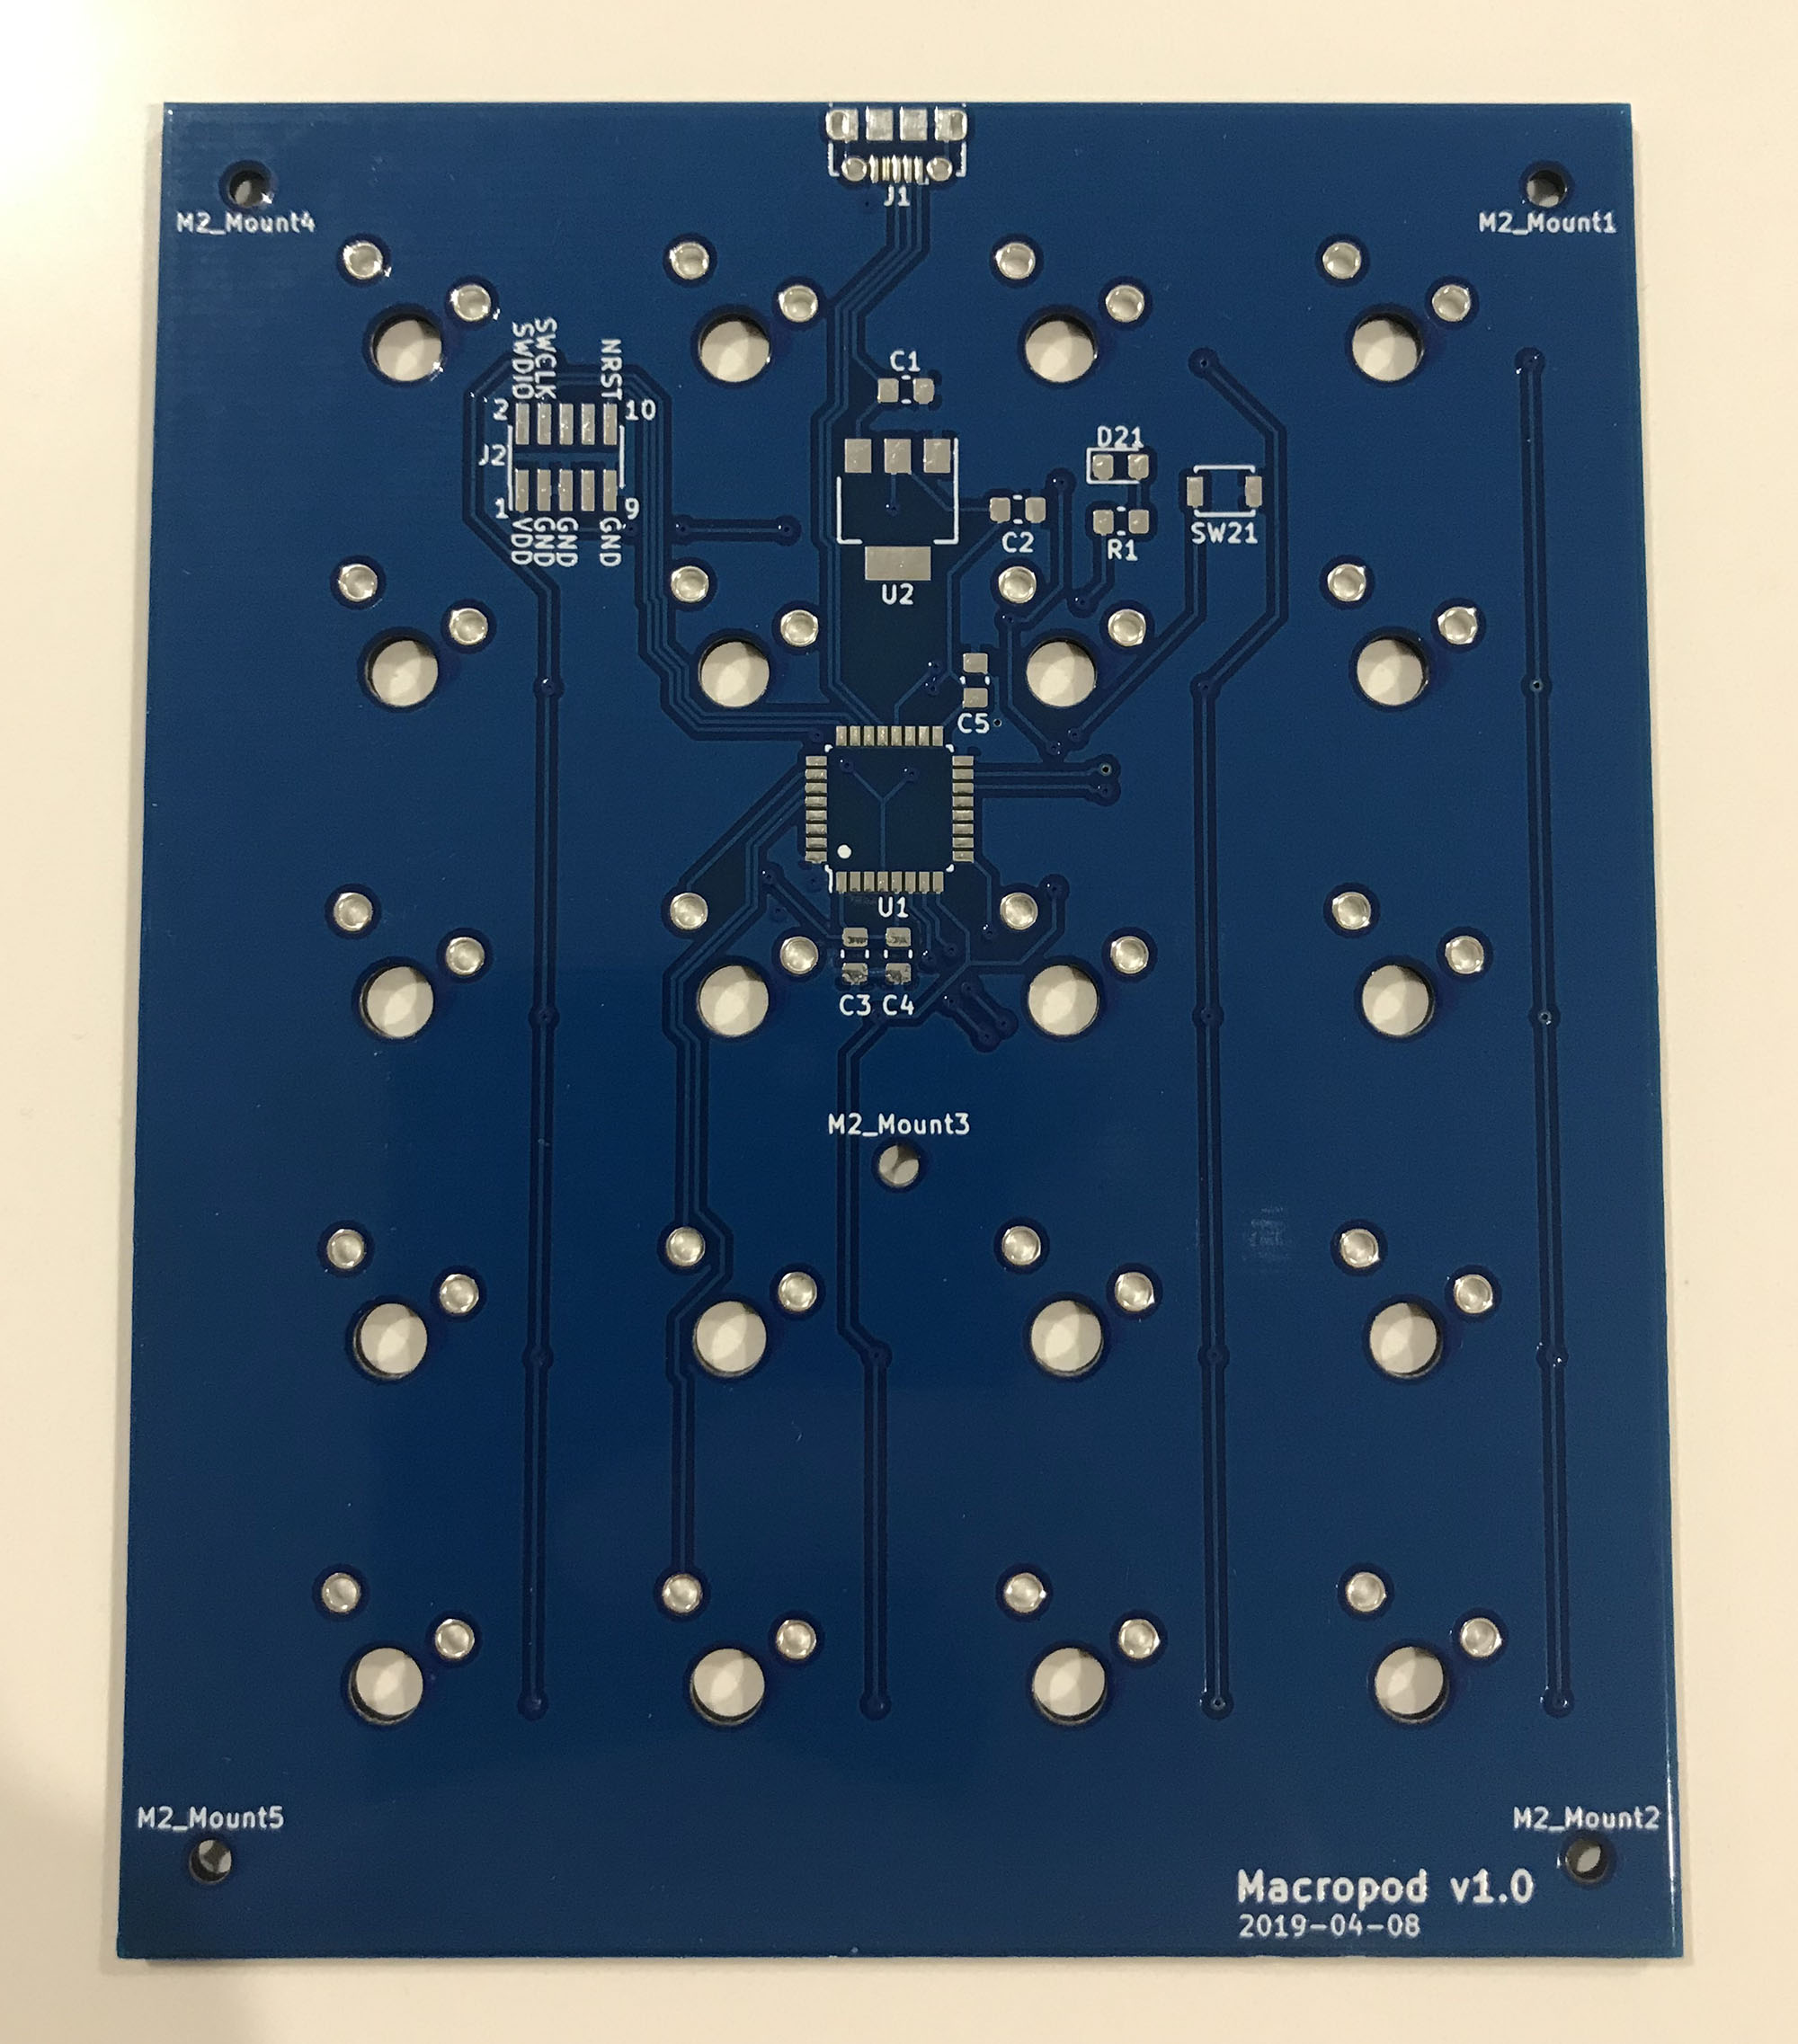 J1
M2_Mount4
M2_Mount1
SWDIO
SWCLK
NRST
C1
2
10
J2
1
9
VDD
GND
GND
GND
D21
C2
R1
SW21
U2
C5
U1
C3 C4
M2_Mount3
M2_Mount5
M2_Mount2
Macropod v1.0
2019-04-08